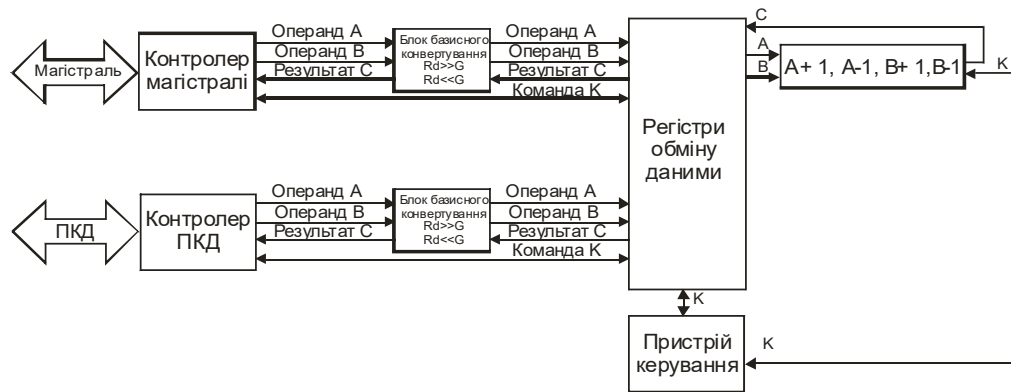 Магістраль
Контролер
магістралі
Операнд А
Операнд В
Результат С
Блок базисного
конвертування
Rd>>G
Rd<<G
Операнд А
Операнд В
Результат С
Команда К
Регістри
обміну
даними
С
А
В
А+ 1, А-1, В+ 1,В-1
К
ПКД
Контролер
ПКД
Операнд А
Операнд В
Результат С
Блок базисного
конвертування
Rd>>G
Rd<<G
Операнд А
Операнд В
Результат С
Команда К
К
Пристрій
керування
К